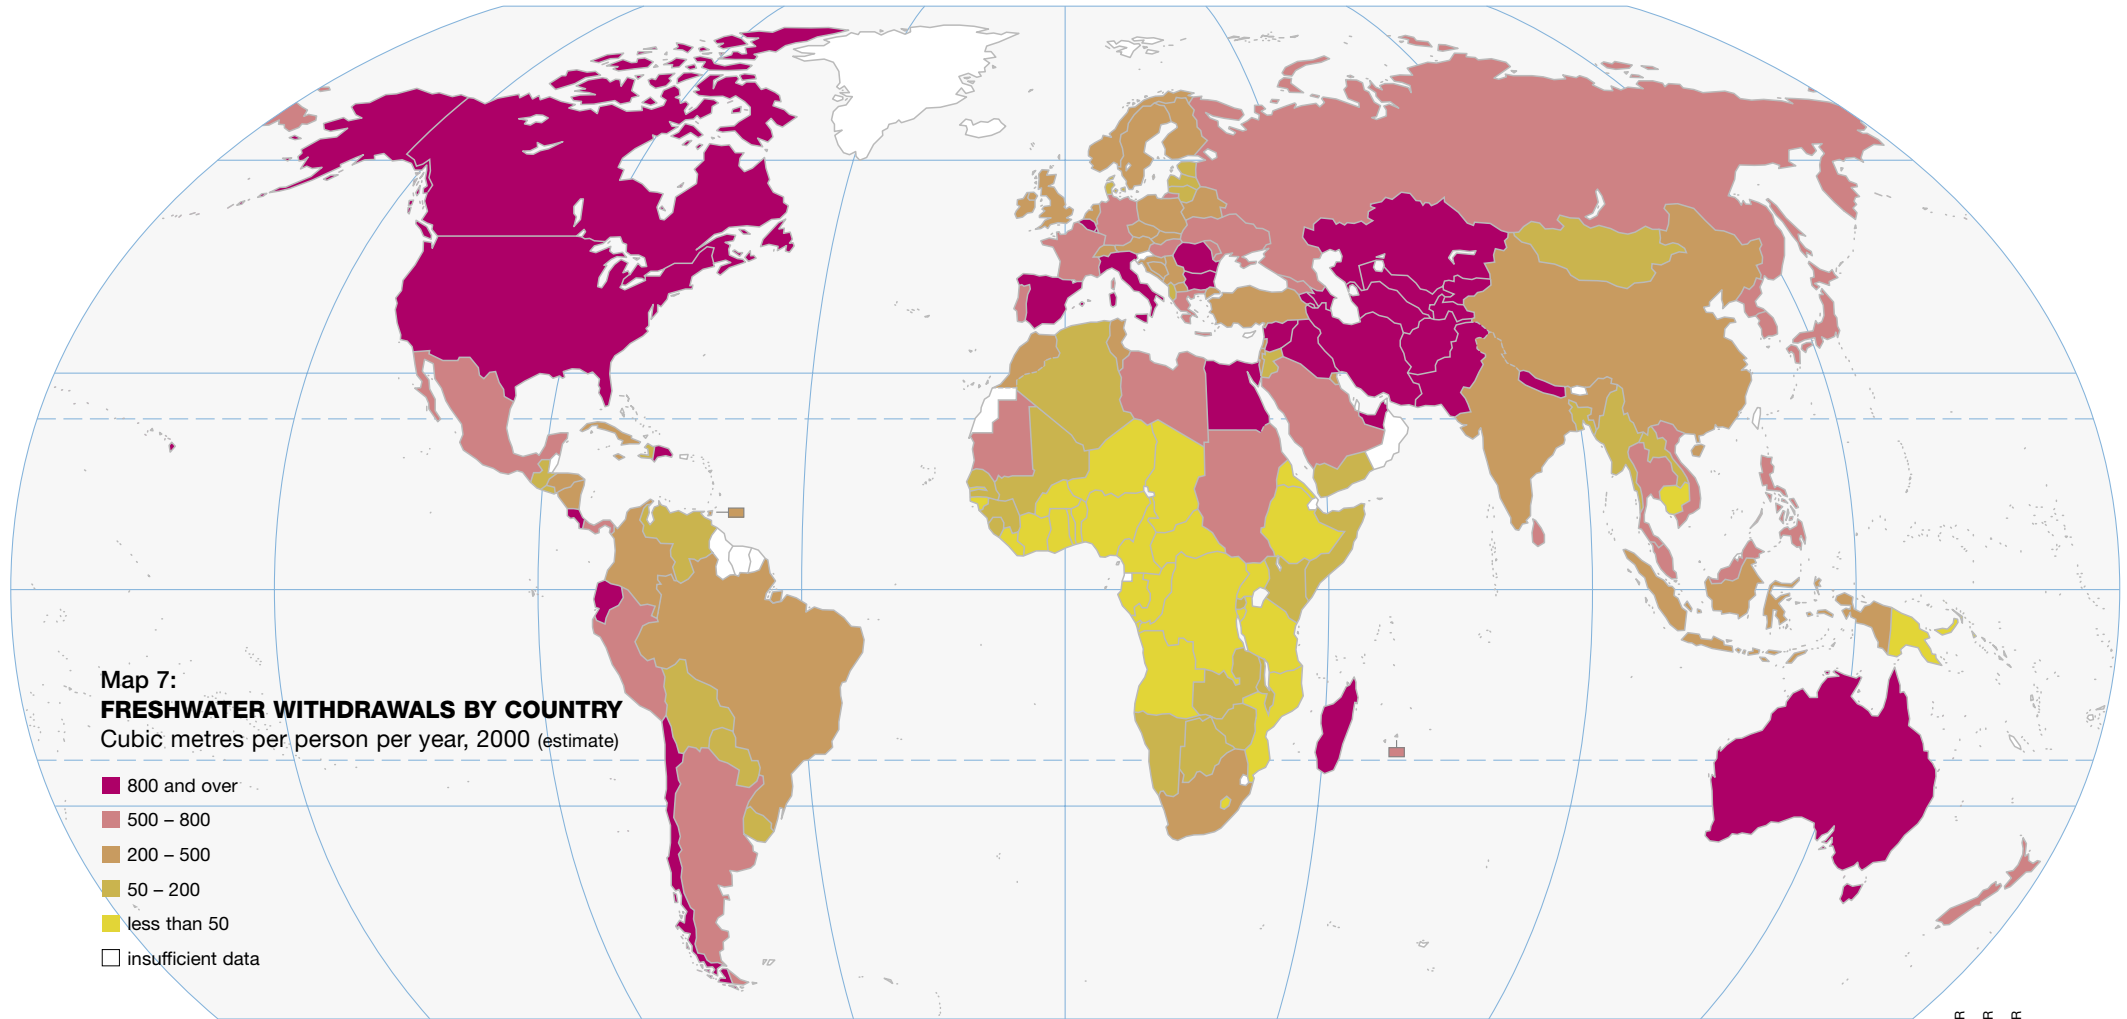 Map 7:
FRESHWATER WITHDRAWALS BY COUNTRY
Cubic metres per person per year, 2000 (estimate)
800 and over
500 – 800
200 – 500
50 – 200
less than 50
insufficient data
R
R
R